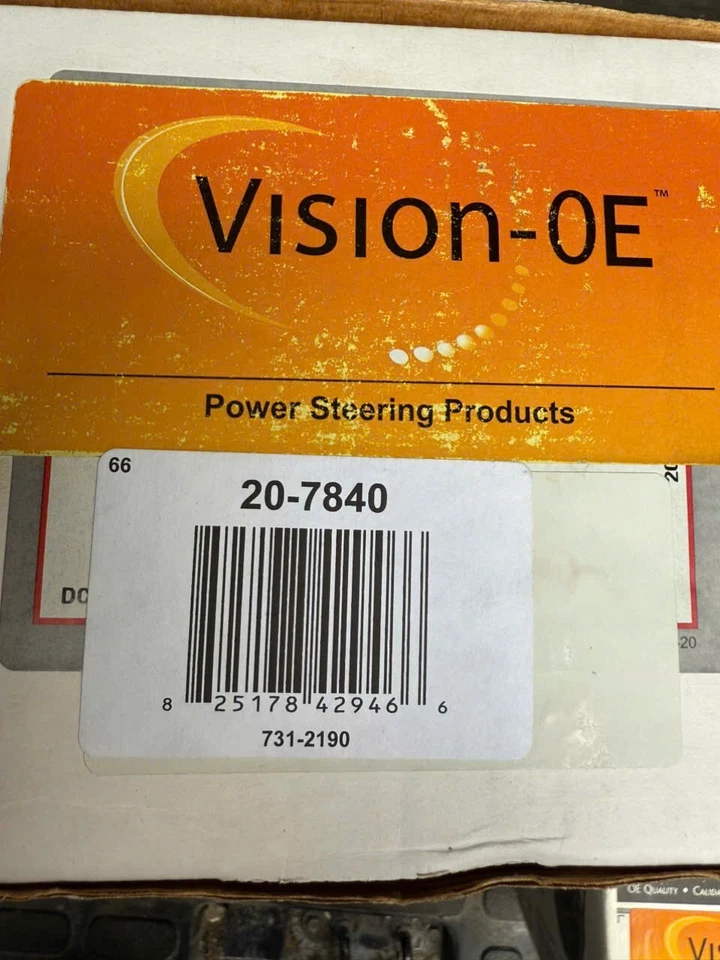 VISION-OE™
Power Steering Products
66
20-7840
DC
20
8 25178 42946 6
-20
731-2190
OE QUALITY •
VIS